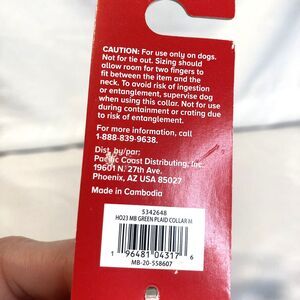 CAUTION: For use only on dogs.
Not for tie out. Sizing should
allow room for two fingers to
fit between the item and the
neck. To avoid risk of ingestion
or entanglement, supervise dog
when using this collar. Not for use
during containment or crating due
to risk of entanglement.
For more information, call
1-888-839-9638.
Dist. by/par:
Pacific Coast Distributing, Inc.
19601 N. 27th Ave.
Phoenix, AZ USA 85027
Made in Cambodia
5342648
HO23 MB GREEN PLAID COLLAR M
1 96481 04317 6
MB-20-558607